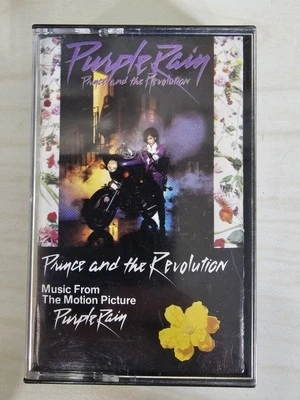 Purple Rain
Prince and the Revolution
Prince and the Revolution
Music From
The Motion Picture
Purple Rain